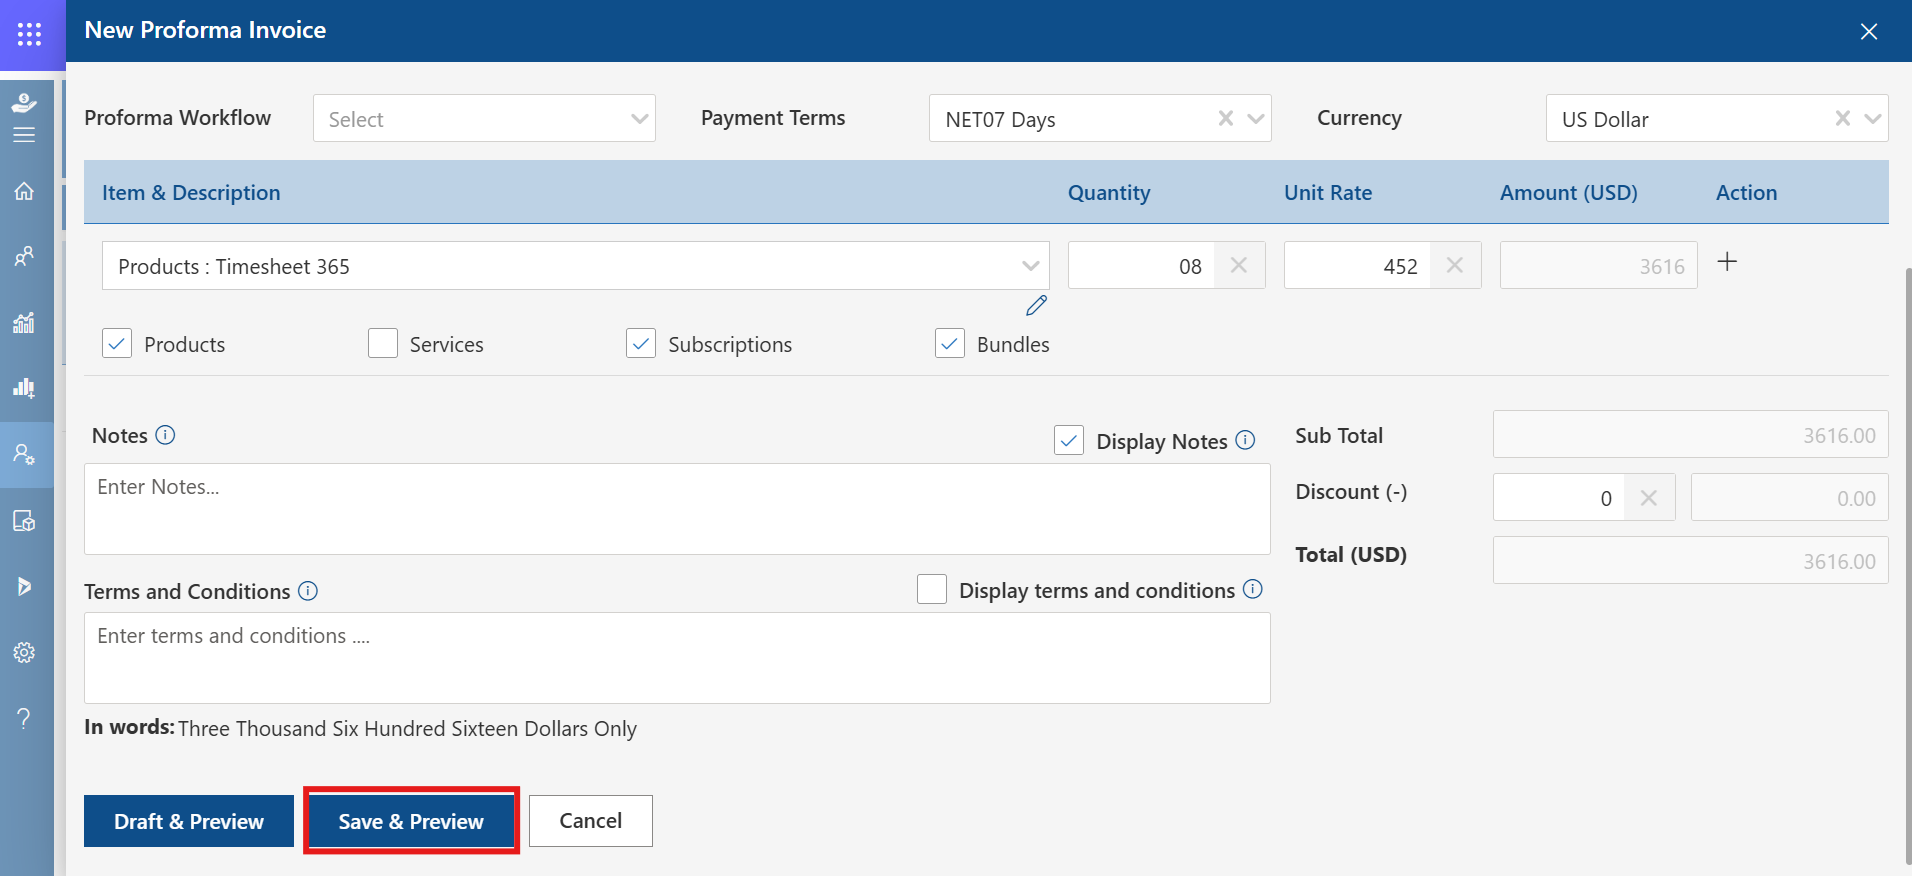 New Proforma Invoice
Proforma Workflow Select Payment Terms NET07 Days Currency US Dollar
Item & Description Quantity Unit Rate Amount (USD) Action
Products : Timesheet 365 08 452 3616
Products Services Subscriptions Bundles
Notes Display Notes Sub Total 3616.00
Enter Notes...
Discount (-) 0 0.00
Total (USD) 3616.00
Terms and Conditions Display terms and conditions
Enter terms and conditions ....
In words: Three Thousand Six Hundred Sixteen Dollars Only
Draft & Preview Save & Preview Cancel